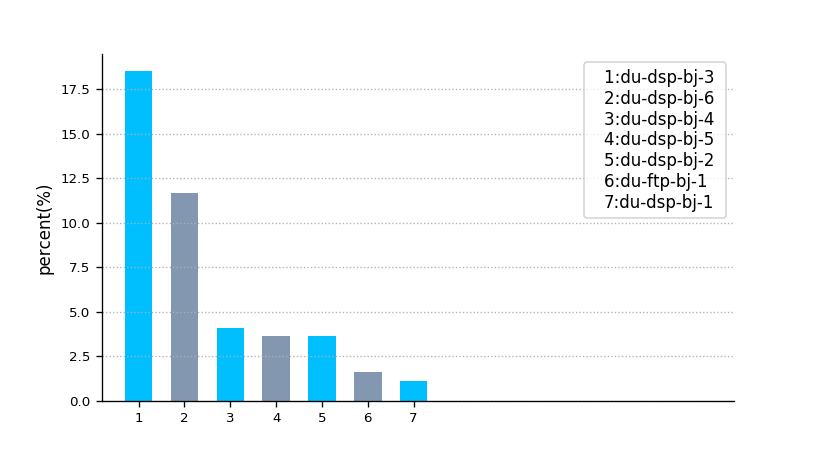 percent(%)
17.5
15.0
12.5
10.0
7.5
5.0
2.5
0.0
1 2 3 4 5 6 7
1:du-dsp-bj-3
2:du-dsp-bj-6
3:du-dsp-bj-4
4:du-dsp-bj-5
5:du-dsp-bj-2
6:du-ftp-bj-1
7:du-dsp-bj-1